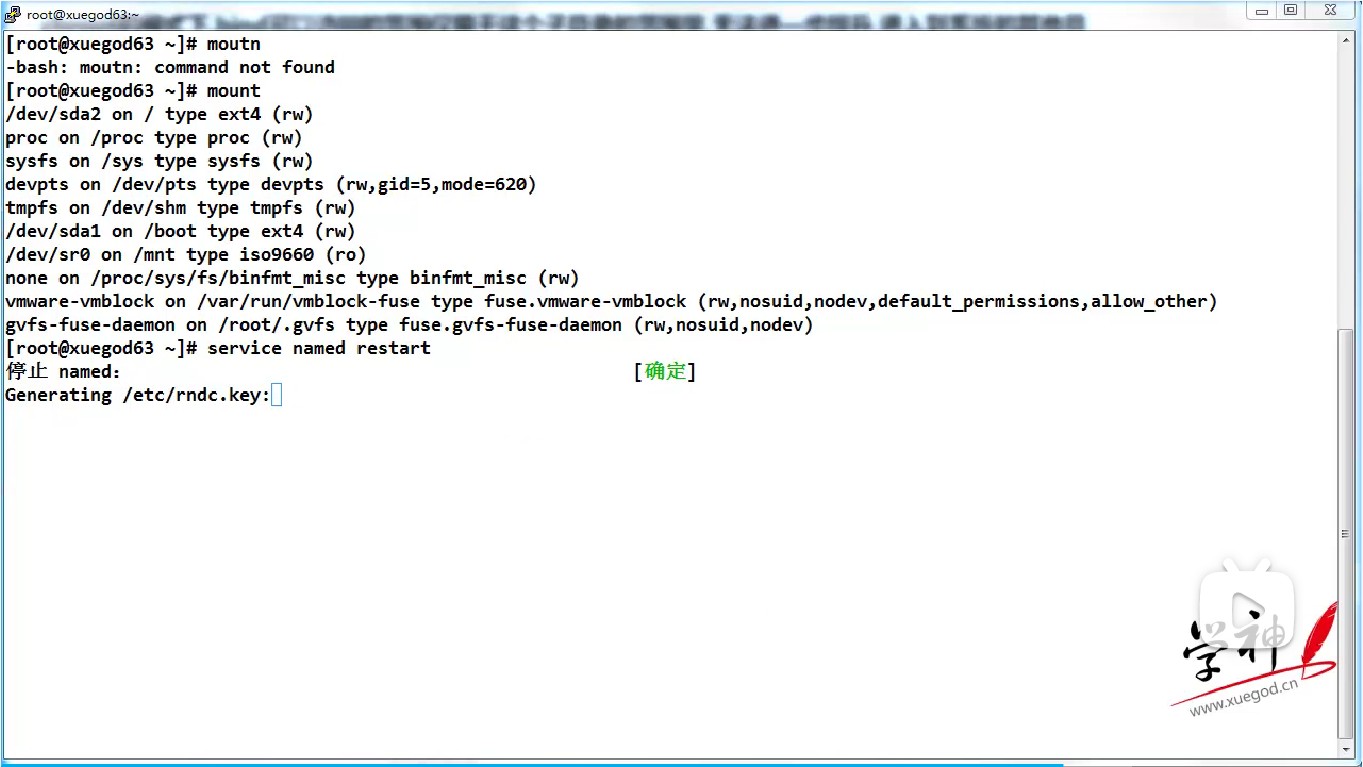 root@xuegod63:~
[root@xuegod63 ~]# moutn
-bash: moutn: command not found
[root@xuegod63 ~]# mount
/dev/sda2 on / type ext4 (rw)
proc on /proc type proc (rw)
sysfs on /sys type sysfs (rw)
devpts on /dev/pts type devpts (rw,gid=5,mode=620)
tmpfs on /dev/shm type tmpfs (rw)
/dev/sda1 on /boot type ext4 (rw)
/dev/sr0 on /mnt type iso9660 (ro)
none on /proc/sys/fs/binfmt_misc type binfmt_misc (rw)
vmware-vmblock on /var/run/vmblock-fuse type fuse.vmware-vmblock (rw,nosuid,nodev,default_permissions,allow_other)
gvfs-fuse-daemon on /root/.gvfs type fuse.gvfs-fuse-daemon (rw,nosuid,nodev)
[root@xuegod63 ~]# service named restart
停止 named: [确定]
Generating /etc/rndc.key:
学神
www.xuegod.cn